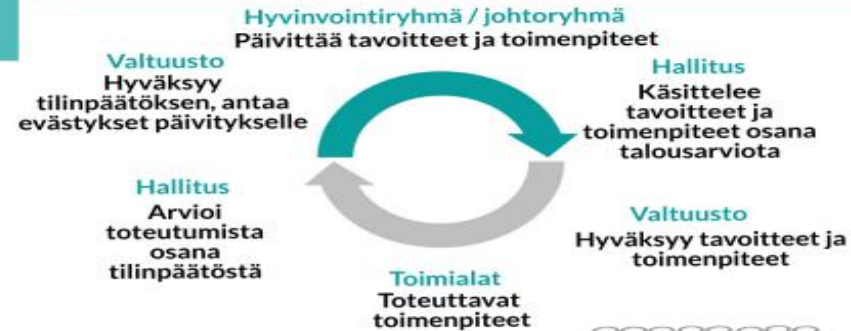 Hyvinvointiryhmä / johtoryhmä
Päivittää tavoitteet ja toimenpiteet
Hallitus
Käsittelee
tavoitteet ja
toimenpiteet osana
talousarviota
Valtuusto
Hyväksyy tavoitteet ja
toimenpiteet
Toimialat
Toteuttavat
toimenpiteet
Hallitus
Arvioi
toteutumista
osana
tilinpäätöstä
Valtuusto
Hyväksyy
tilinpäätöksen, antaa
evästykset päivitykselle